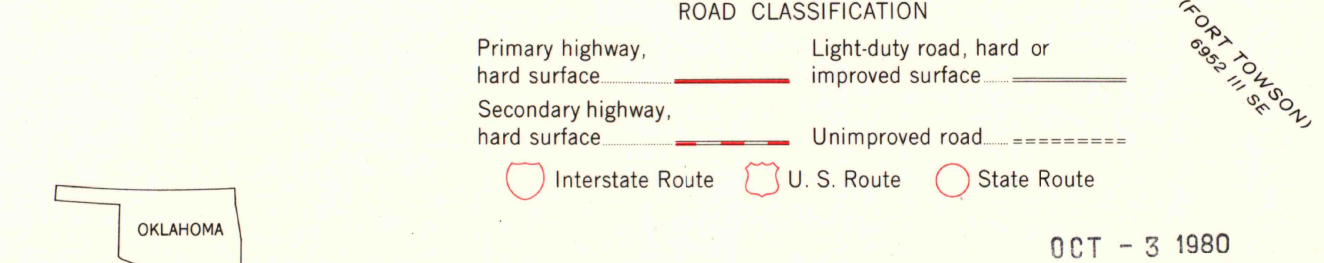 ROAD CLASSIFICATION
Primary highway,
hard surface
Light-duty road, hard or
improved surface
Secondary highway,
hard surface
Unimproved road
Interstate Route
U. S. Route
State Route
(FORT TOWSON)
6952 III SE
OKLAHOMA
OCT - 3 1980